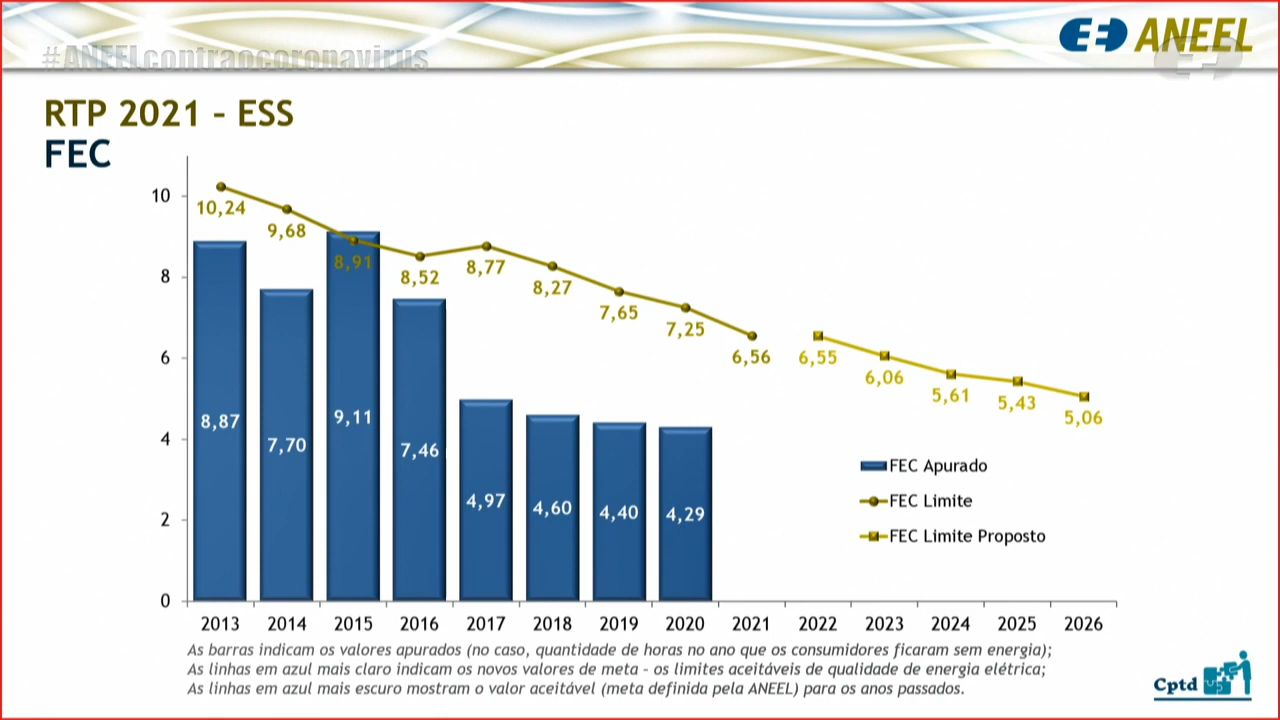 #ANEELcontraocoronavirus
ANEEL
RTP 2021 – ESS
FEC
10
8
6
4
2
0
10,24
9,68
8,91
8,52
8,77
8,27
7,65
7,25
6,56
6,55
6,06
5,61
5,43
5,06
8,87
7,70
9,11
7,46
4,97
4,60
4,40
4,29
FEC Apurado
FEC Limite
FEC Limite Proposto
2013 2014 2015 2016 2017 2018 2019 2020 2021 2022 2023 2024 2025 2026
As barras indicam os valores apurados (no caso, quantidade de horas no ano que os consumidores ficaram sem energia);
As linhas em azul mais claro indicam os novos valores de meta – os limites aceitáveis de qualidade de energia elétrica;
As linhas em azul mais escuro mostram o valor aceitável (meta definida pela ANEEL) para os anos passados.
Cptd